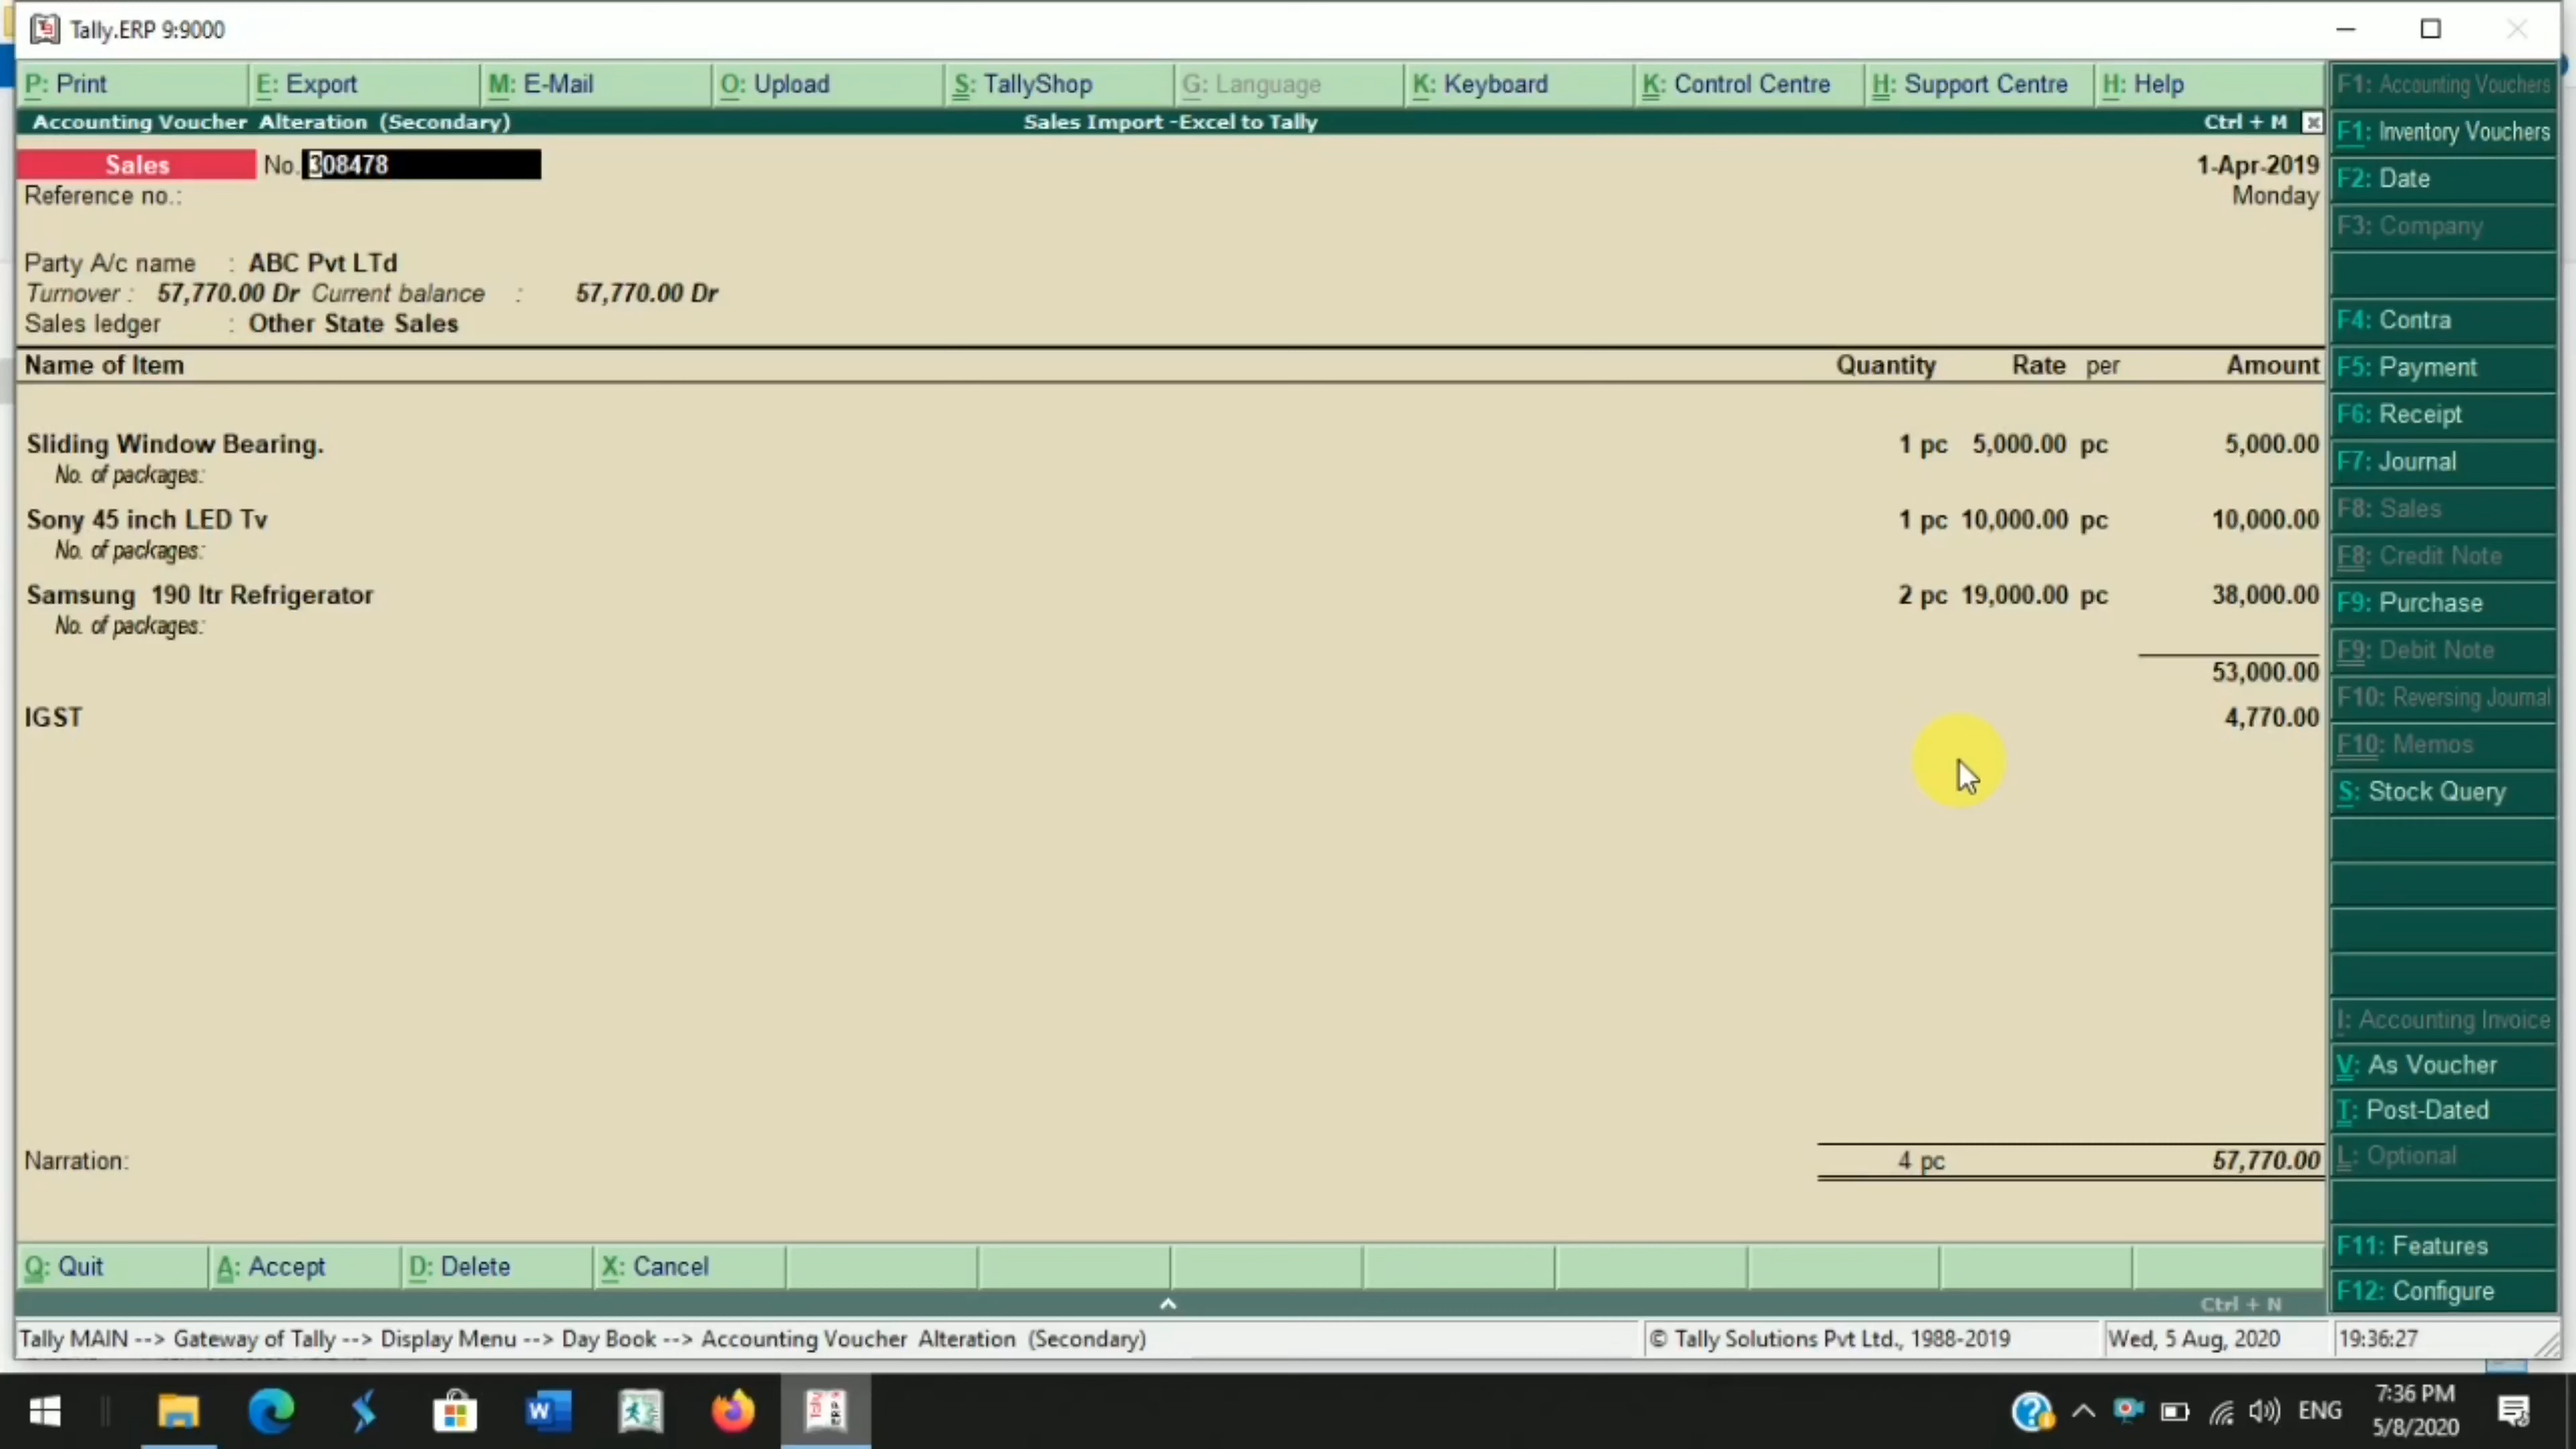 Tally.ERP 9:9000
P: Print E: Export M: E-Mail O: Upload S: TallyShop G: Language K: Keyboard K: Control Centre H: Support Centre H: Help
Accounting Voucher Alteration (Secondary) Sales Import -Excel to Tally Ctrl + M
Sales No. 308478 1-Apr-2019
Reference no.: Monday
Party A/c name : ABC Pvt LTd
Turnover : 57,770.00 Dr Current balance : 57,770.00 Dr
Sales ledger : Other State Sales
Name of Item Quantity Rate per Amount
Sliding Window Bearing. 1 pc 5,000.00 pc 5,000.00
No. of packages:
Sony 45 inch LED Tv 1 pc 10,000.00 pc 10,000.00
No. of packages:
Samsung 190 ltr Refrigerator 2 pc 19,000.00 pc 38,000.00
No. of packages:
53,000.00
IGST 4,770.00
Narration: 4 pc 57,770.00
Q: Quit A: Accept D: Delete X: Cancel
Ctrl + N
F1: Accounting Vouchers
F1: Inventory Vouchers
F2: Date
F3: Company
F4: Contra
F5: Payment
F6: Receipt
F7: Journal
F8: Sales
F8: Credit Note
F9: Purchase
F9: Debit Note
F10: Reversing Journal
F10: Memos
S: Stock Query
I: Accounting Invoice
V: As Voucher
T: Post-Dated
L: Optional
F11: Features
F12: Configure
Tally MAIN --> Gateway of Tally --> Display Menu --> Day Book --> Accounting Voucher Alteration (Secondary) © Tally Solutions Pvt Ltd., 1988-2019 Wed, 5 Aug, 2020 19:36:27
ENG 7:36 PM
5/8/2020